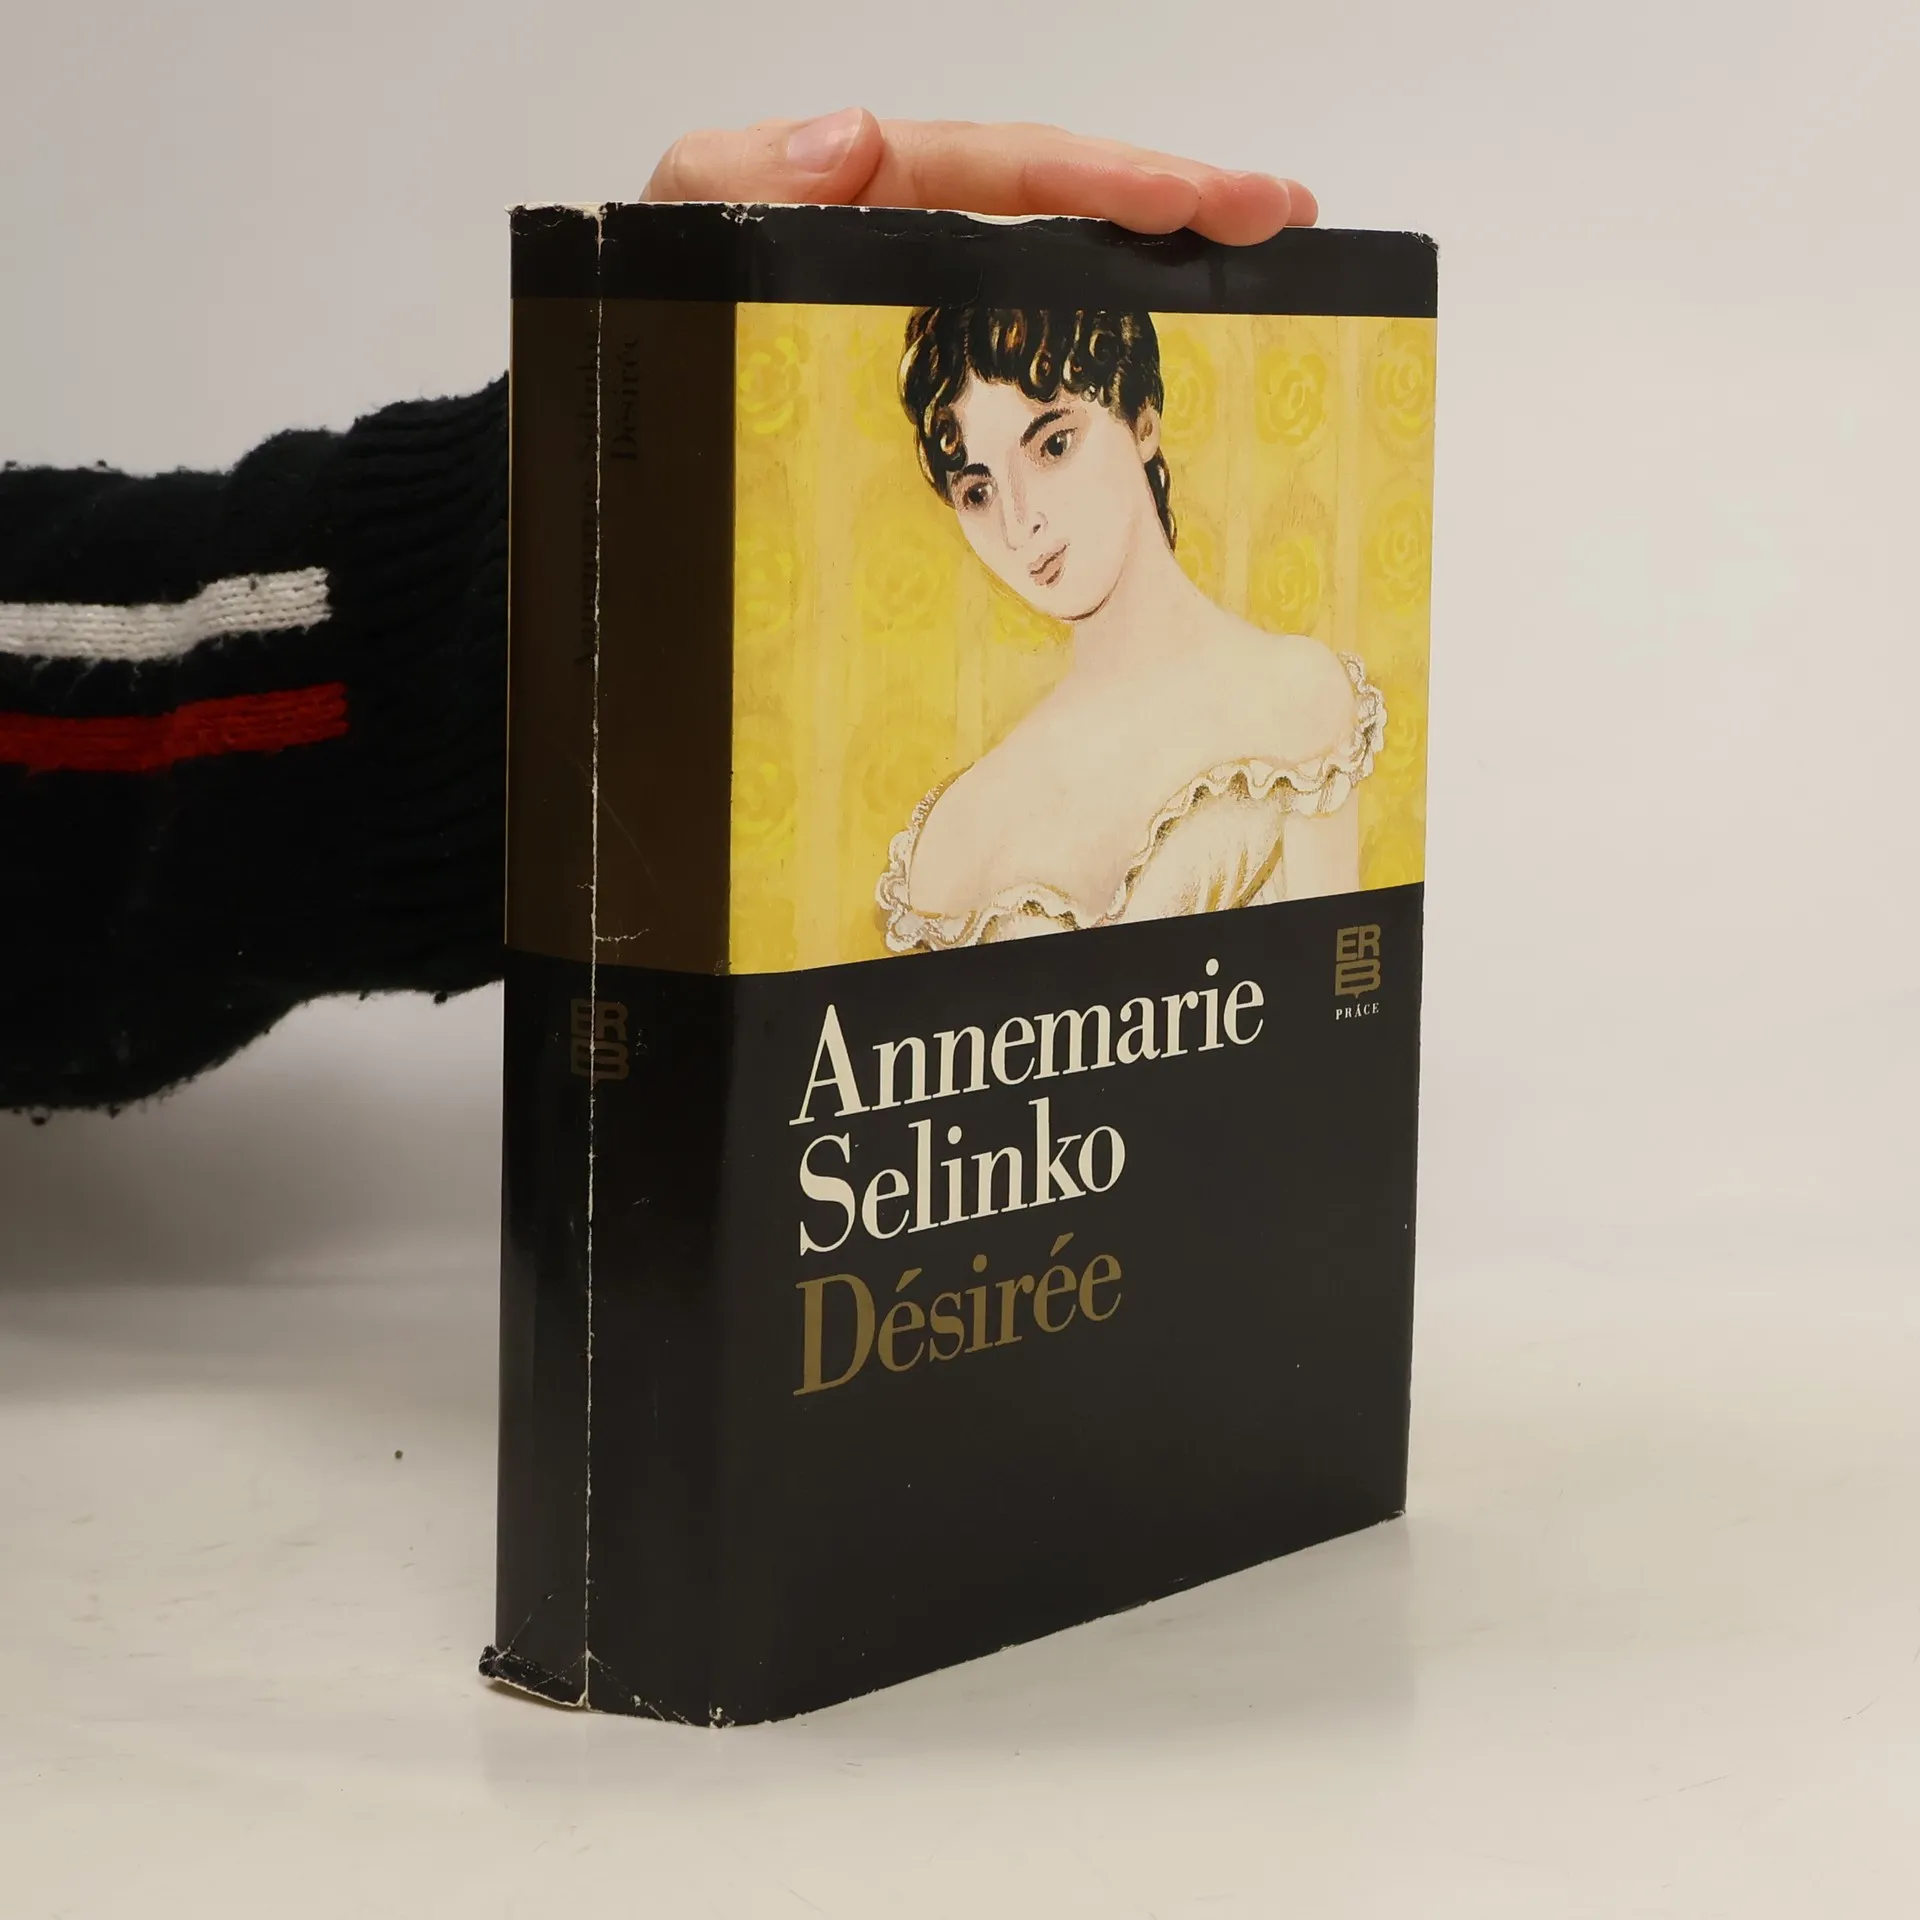 Annemarie Selinko
Désirée
ERB
ERB
PRÁCE
Annemarie
Selinko
Désirée